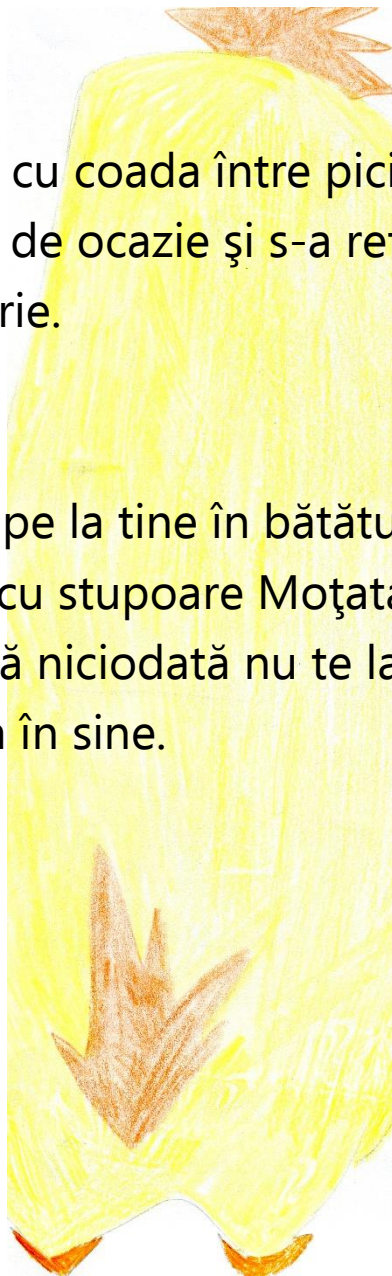 cu coada între pici
de ocazie şi s-a ret
rie.
pe la tine în bătătu
cu stupoare Moţata
ă niciodată nu te la
în sine.